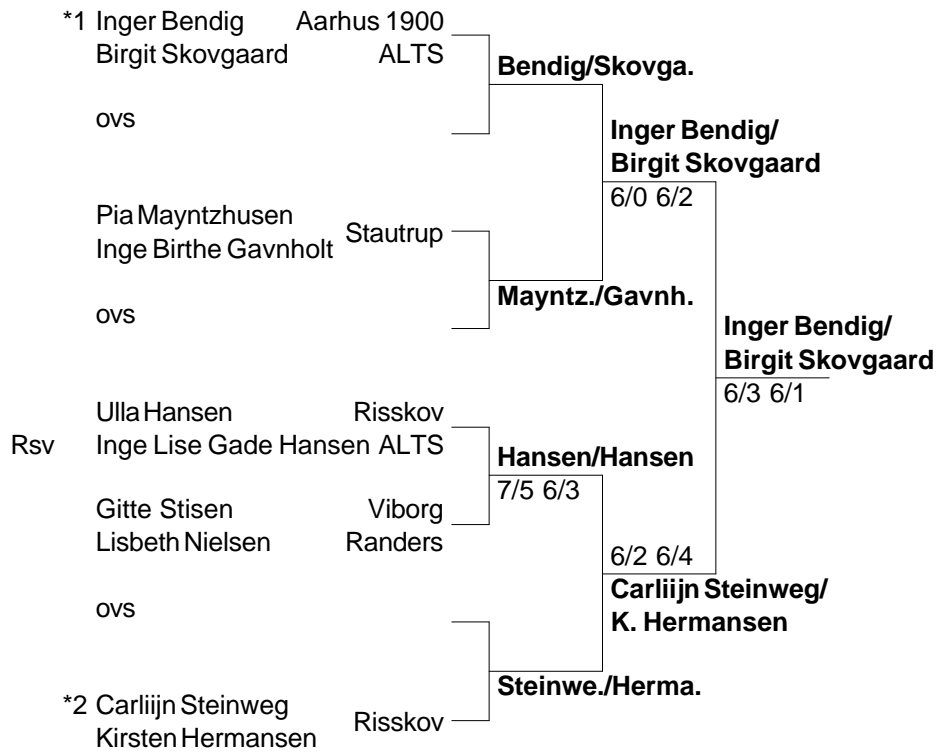 *1 Inger Bendig Aarhus 1900
Birgit Skovgaard ALTS
Bendig/Skovga.
ovs
Inger Bendig/
Birgit Skovgaard
6/0 6/2
Pia Mayntzhusen
Inge Birthe Gavnholt
Stautrup
Mayntz./Gavnh.
ovs
Inger Bendig/
Birgit Skovgaard
6/3 6/1
Ulla Hansen Risskov
Rsv Inge Lise Gade Hansen ALTS
Hansen/Hansen
7/5 6/3
Gitte Stisen Viborg
Lisbeth Nielsen Randers
6/2 6/4
Carliijn Steinweg/
K. Hermansen
ovs
Steinwe./Herma.
*2 Carliijn Steinweg
Kirsten Hermansen
Risskov